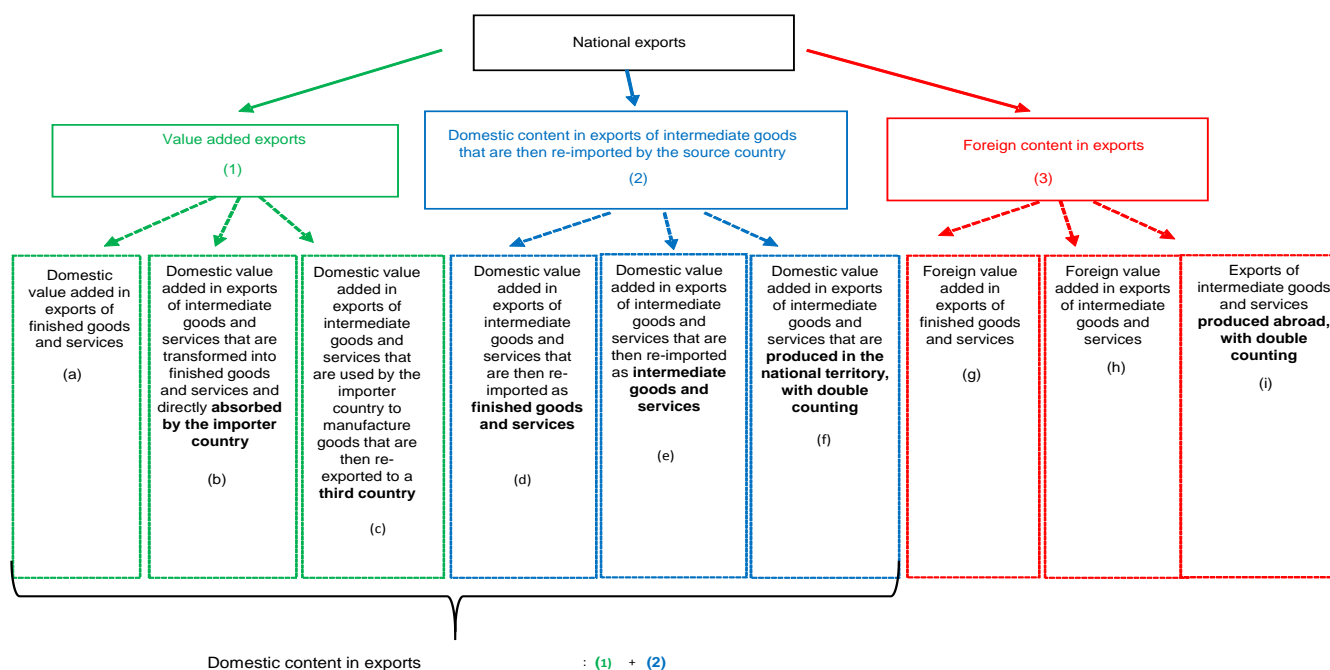 National exports
Value added exports
(1)
Domestic content in exports of intermediate goods
that are then re-imported by the source country
(2)
Foreign content in exports
(3)
Domestic
value added in
exports of
finished goods
and services
(a)
Domestic value
added in exports
of intermediate
goods and
services that are
transformed into
finished goods
and services and
directly absorbed
by the importer
country
(b)
Domestic value
added in
exports of
intermediate
goods and
services that
are used by the
importer
country to
manufacture
goods that are
then re-
exported to a
third country
(c)
Domestic value
added in
exports of
intermediate
goods and
services that
are then re-
imported as
finished goods
and services
(d)
Domestic value
added in exports
of intermediate
goods and
services that are
then re-imported
as intermediate
goods and
services
(e)
Domestic value
added in exports
of intermediate
goods and
services that are
produced in the
national territory,
with double
counting
(f)
Foreign value
added in
exports of
finished goods
and services
(g)
Foreign value
added in exports
of intermediate
goods and
services
(h)
Exports of
intermediate goods
and services
produced abroad,
with double
counting
(i)
Domestic content in exports : (1) + (2)